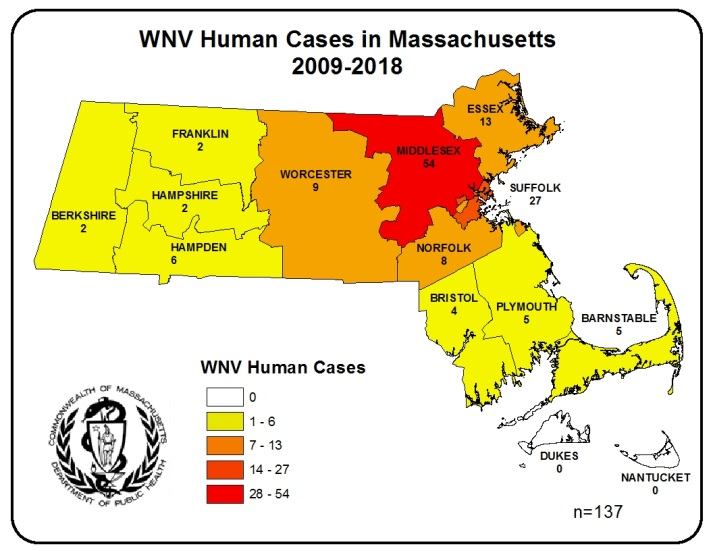 WNV Human Cases in Massachusetts
2009-2018
ESSEX
13
FRANKLIN
2
MIDDLESEX
54
WORCESTER
9
SUFFOLK
27
HAMPSHIRE
2
BERKSHIRE
2
HAMPDEN
6
NORFOLK
8
BRISTOL
4
PLYMOUTH
5
BARNSTABLE
5
WNV Human Cases
0
1 - 6
7 - 13
14 - 27
28 - 54
COMMONWEALTH OF MASSACHUSETTS
DEPARTMENT OF PUBLIC HEALTH
DUKES
0
NANTUCKET
0
n=137